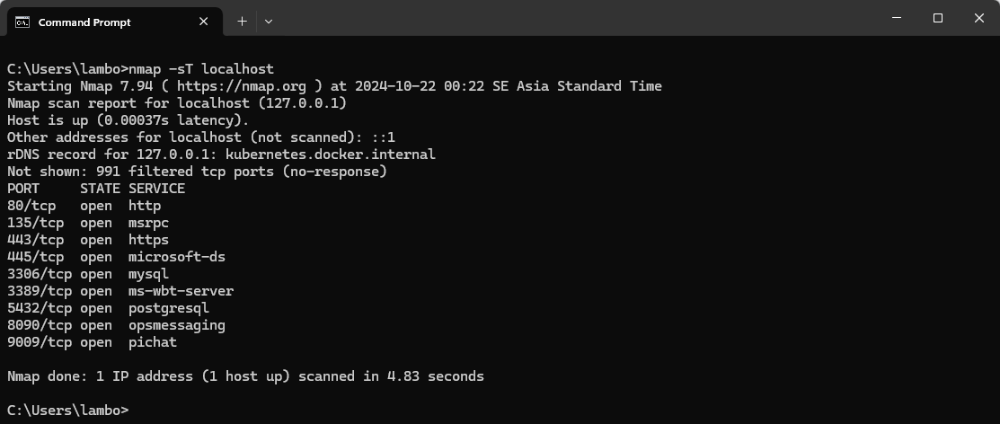 Command Prompt
C:\Users\lambo>nmap -sT localhost
Starting Nmap 7.94 ( https://nmap.org ) at 2024-10-22 00:22 SE Asia Standard Time
Nmap scan report for localhost (127.0.0.1)
Host is up (0.00037s latency).
Other addresses for localhost (not scanned): ::1
rDNS record for 127.0.0.1: kubernetes.docker.internal
Not shown: 991 filtered tcp ports (no-response)
PORT     STATE SERVICE
80/tcp   open  http
135/tcp  open  msrpc
443/tcp  open  https
445/tcp  open  microsoft-ds
3306/tcp open  mysql
3389/tcp open  ms-wbt-server
5432/tcp open  postgresql
8090/tcp open  opsmessaging
9009/tcp open  pichat
Nmap done: 1 IP address (1 host up) scanned in 4.83 seconds
C:\Users\lambo>